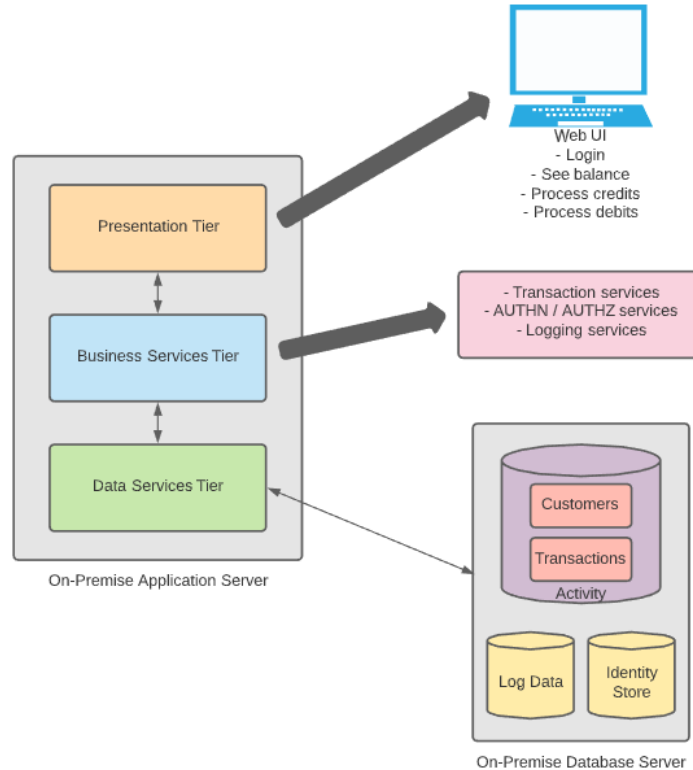 Web UI
- Login
- See balance
- Process credits
- Process debits
Presentation Tier
- Transaction services
- AUTHN / AUTHZ services
- Logging services
Business Services Tier
Data Services Tier
On-Premise Application Server
Customers
Transactions
Activity
Log Data
Identity
Store
On-Premise Database Server